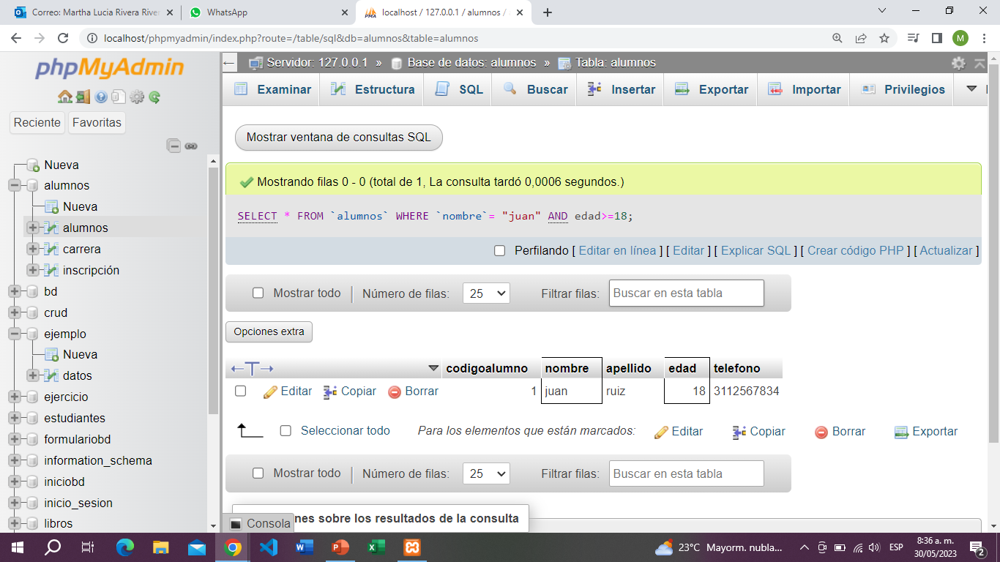 Correo: Martha Lucia Rivera River
WhatsApp
localhost / 127.0.0.1 / alumnos /
localhost/phpmyadmin/index.php?route=/table/sql&db=alumnos&table=alumnos
M
phpMyAdmin
Reciente
Favoritas
Nueva
alumnos
Nueva
alumnos
carrera
inscripción
bd
crud
ejemplo
Nueva
datos
ejercicio
estudiantes
formulariobd
information_schema
iniciobd
inicio_sesion
libros
Servidor: 127.0.0.1 » Base de datos: alumnos » Tabla: alumnos
Examinar Estructura SQL Buscar Insertar Exportar Importar Privilegios
Mostrar ventana de consultas SQL
Mostrando filas 0 - 0 (total de 1, La consulta tardó 0,0006 segundos.)
SELECT * FROM `alumnos` WHERE `nombre`= "juan" AND edad>=18;
Perfilando [ Editar en línea ] [ Editar ] [ Explicar SQL ] [ Crear código PHP ] [ Actualizar ]
Mostrar todo | Número de filas: 25 Filtrar filas: Buscar en esta tabla
Opciones extra
←T→ codigoalumno nombre apellido edad telefono
Editar Copiar Borrar 1 juan ruiz 18 3112567834
Seleccionar todo Para los elementos que están marcados: Editar Copiar Borrar Exportar
Mostrar todo | Número de filas: 25 Filtrar filas: Buscar en esta tabla
nes sobre los resultados de la consulta
Consola
23°C Mayorm. nubla...
ESP
8:36 a. m.
30/05/2023
2